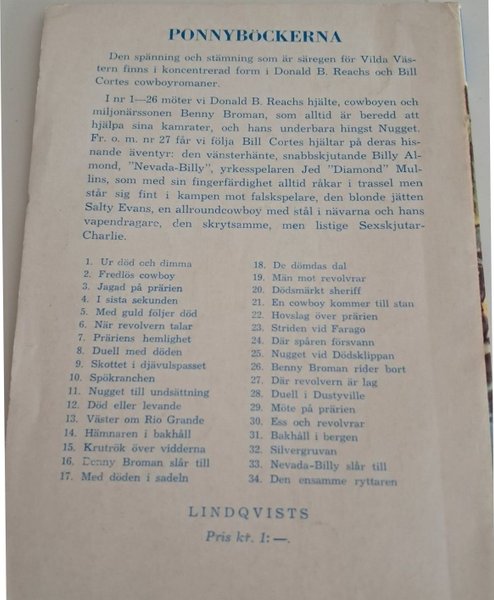 PONNYBÖCKERNA
Den spänning och stämning som är säregen för Vilda Väs-
tern finns i koncentrerad form i Donald B. Reachs och Bill
Cortes cowboyromaner.
I nr 1—26 möter vi Donald B. Reachs hjälte, cowboyen och
miljonärssonen Benny Broman, som alltid är beredd att
hjälpa sina kamrater, och hans underbara hingst Nugget.
Fr. o. m. nr 27 får vi följa Bill Cortes hjältar på deras his-
nande äventyr: den vänsterhänte, snabbskjutande Billy Al-
mond, "Nevada-Billy", yrkesspelaren Jed "Diamond" Mul-
lins, som med sin fingerfärdighet alltid råkar i trassel men
står sig fint i kampen mot falskspelare, den blonde jätten
Salty Evans, en allroundcowboy med stål i nävarna och hans
vapendragare, den skrytsamme, men listige Sexskjutar-
Charlie.
1. Ur död och dimma
2. Fredlös cowboy
3. Jagad på prärien
4. I sista sekunden
5. Med guld följer död
6. När revolvern talar
7. Präriens hemlighet
8. Duell med döden
9. Skottet i djävulspasset
10. Spökranchen
11. Nugget till undsättning
12. Död eller levande
13. Väster om Rio Grande
14. Hämnaren i bakhåll
15. Krutrök över vidderna
16. Benny Broman slår till
17. Med döden i sadeln
18. De dömdas dal
19. Män mot revolvrar
20. Dödsmärkt sheriff
21. En cowboy kommer till stan
22. Hovslag över prärien
23. Striden vid Farago
24. Där spåren försvann
25. Nugget vid Dödsklippan
26. Benny Broman rider bort
27. Där revolvern är lag
28. Duell i Dustyville
29. Möte på prärien
30. Ess och revolvrar
31. Bakhåll i bergen
32. Silvergruvan
33. Nevada-Billy slår till
34. Den ensamme ryttaren
LINDQVISTS
Pris kr. 1:—.